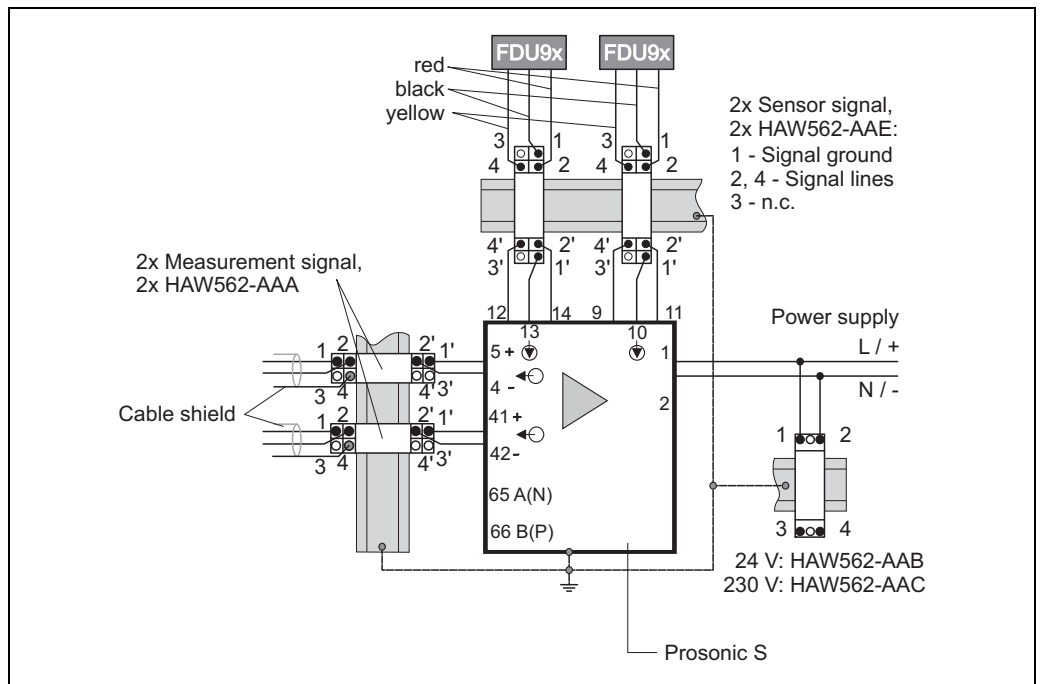 FDU9x FDU9x
red
black
yellow
2x Sensor signal,
2x HAW562-AAE:
1 - Signal ground
2, 4 - Signal lines
3 - n.c.
3 1 3 1
4 2 4 2
4' 2' 4' 2'
3' 1' 3' 1'
2x Measurement signal,
2x HAW562-AAA
12 14 9 11
13 10
Power supply
L / +
N / -
1 2 2' 1'
3 4 4' 3'
5 + 1
4 - 2
Cable shield
1 2 2' 1'
3 4 4' 3'
41 +
42 -
65 A(N)
66 B(P)
1 2
3 4
24 V: HAW562-AAB
230 V: HAW562-AAC
Prosonic S